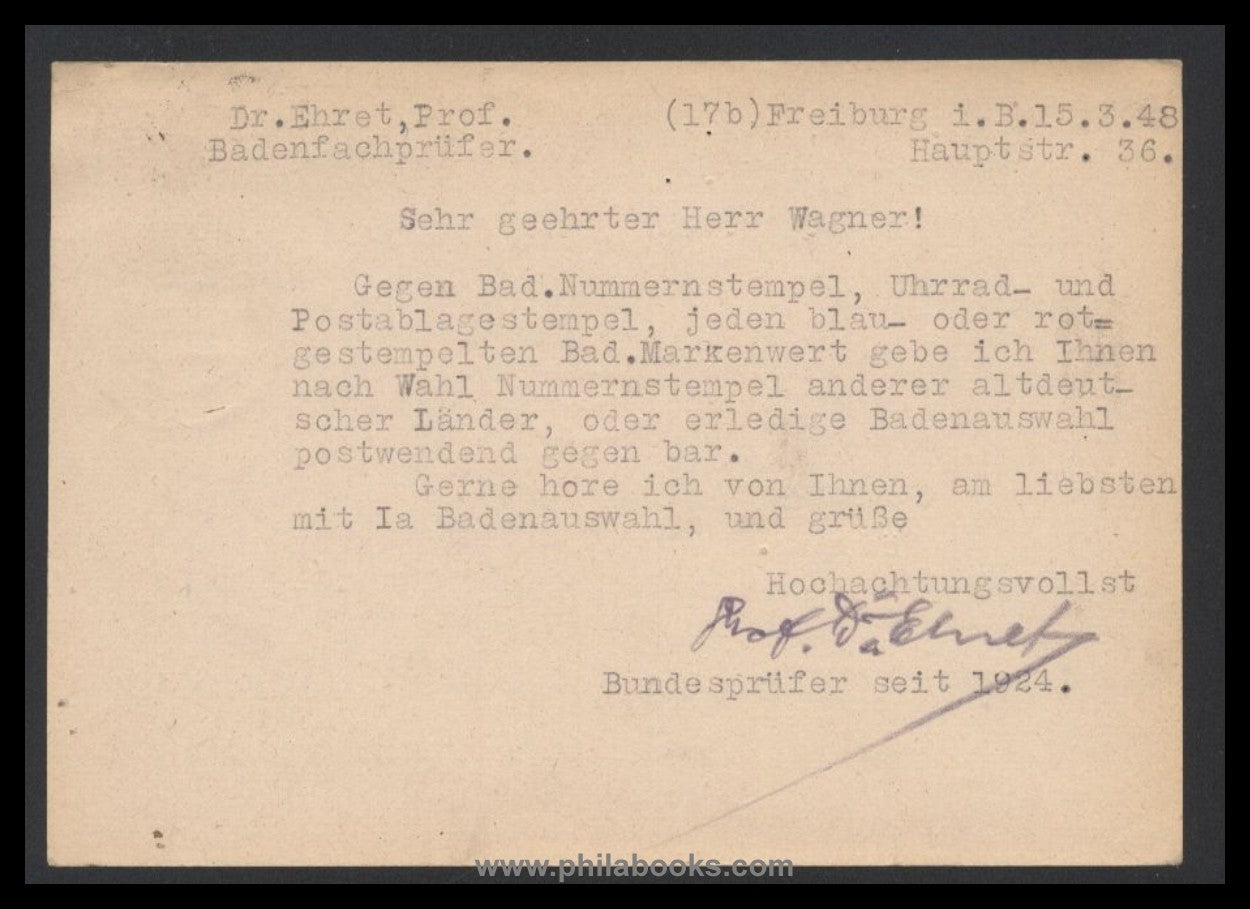 Dr.Ehret,Prof. (17b)Freiburg i.B.15.3.48
Badenfachprüfer. Hauptstr. 36.
Sehr geehrter Herr Wagner!
Gegen Bad.Nummernstempel, Uhrrad- und
Postablagestempel, jeden blau- oder rot=
gestempelten Bad.Markenwert gebe ich Ihnen
nach Wahl Nummernstempel anderer altdeut-
scher Länder, oder erledige Badenauswahl
postwendend gegen bar.
Gerne hore ich von Ihnen, am liebsten
mit Ia Badenauswahl, und grüße
Hochachtungsvollst
Prof. Dr Ehret
Bundesprüfer seit 1924.
www.philabooks.com